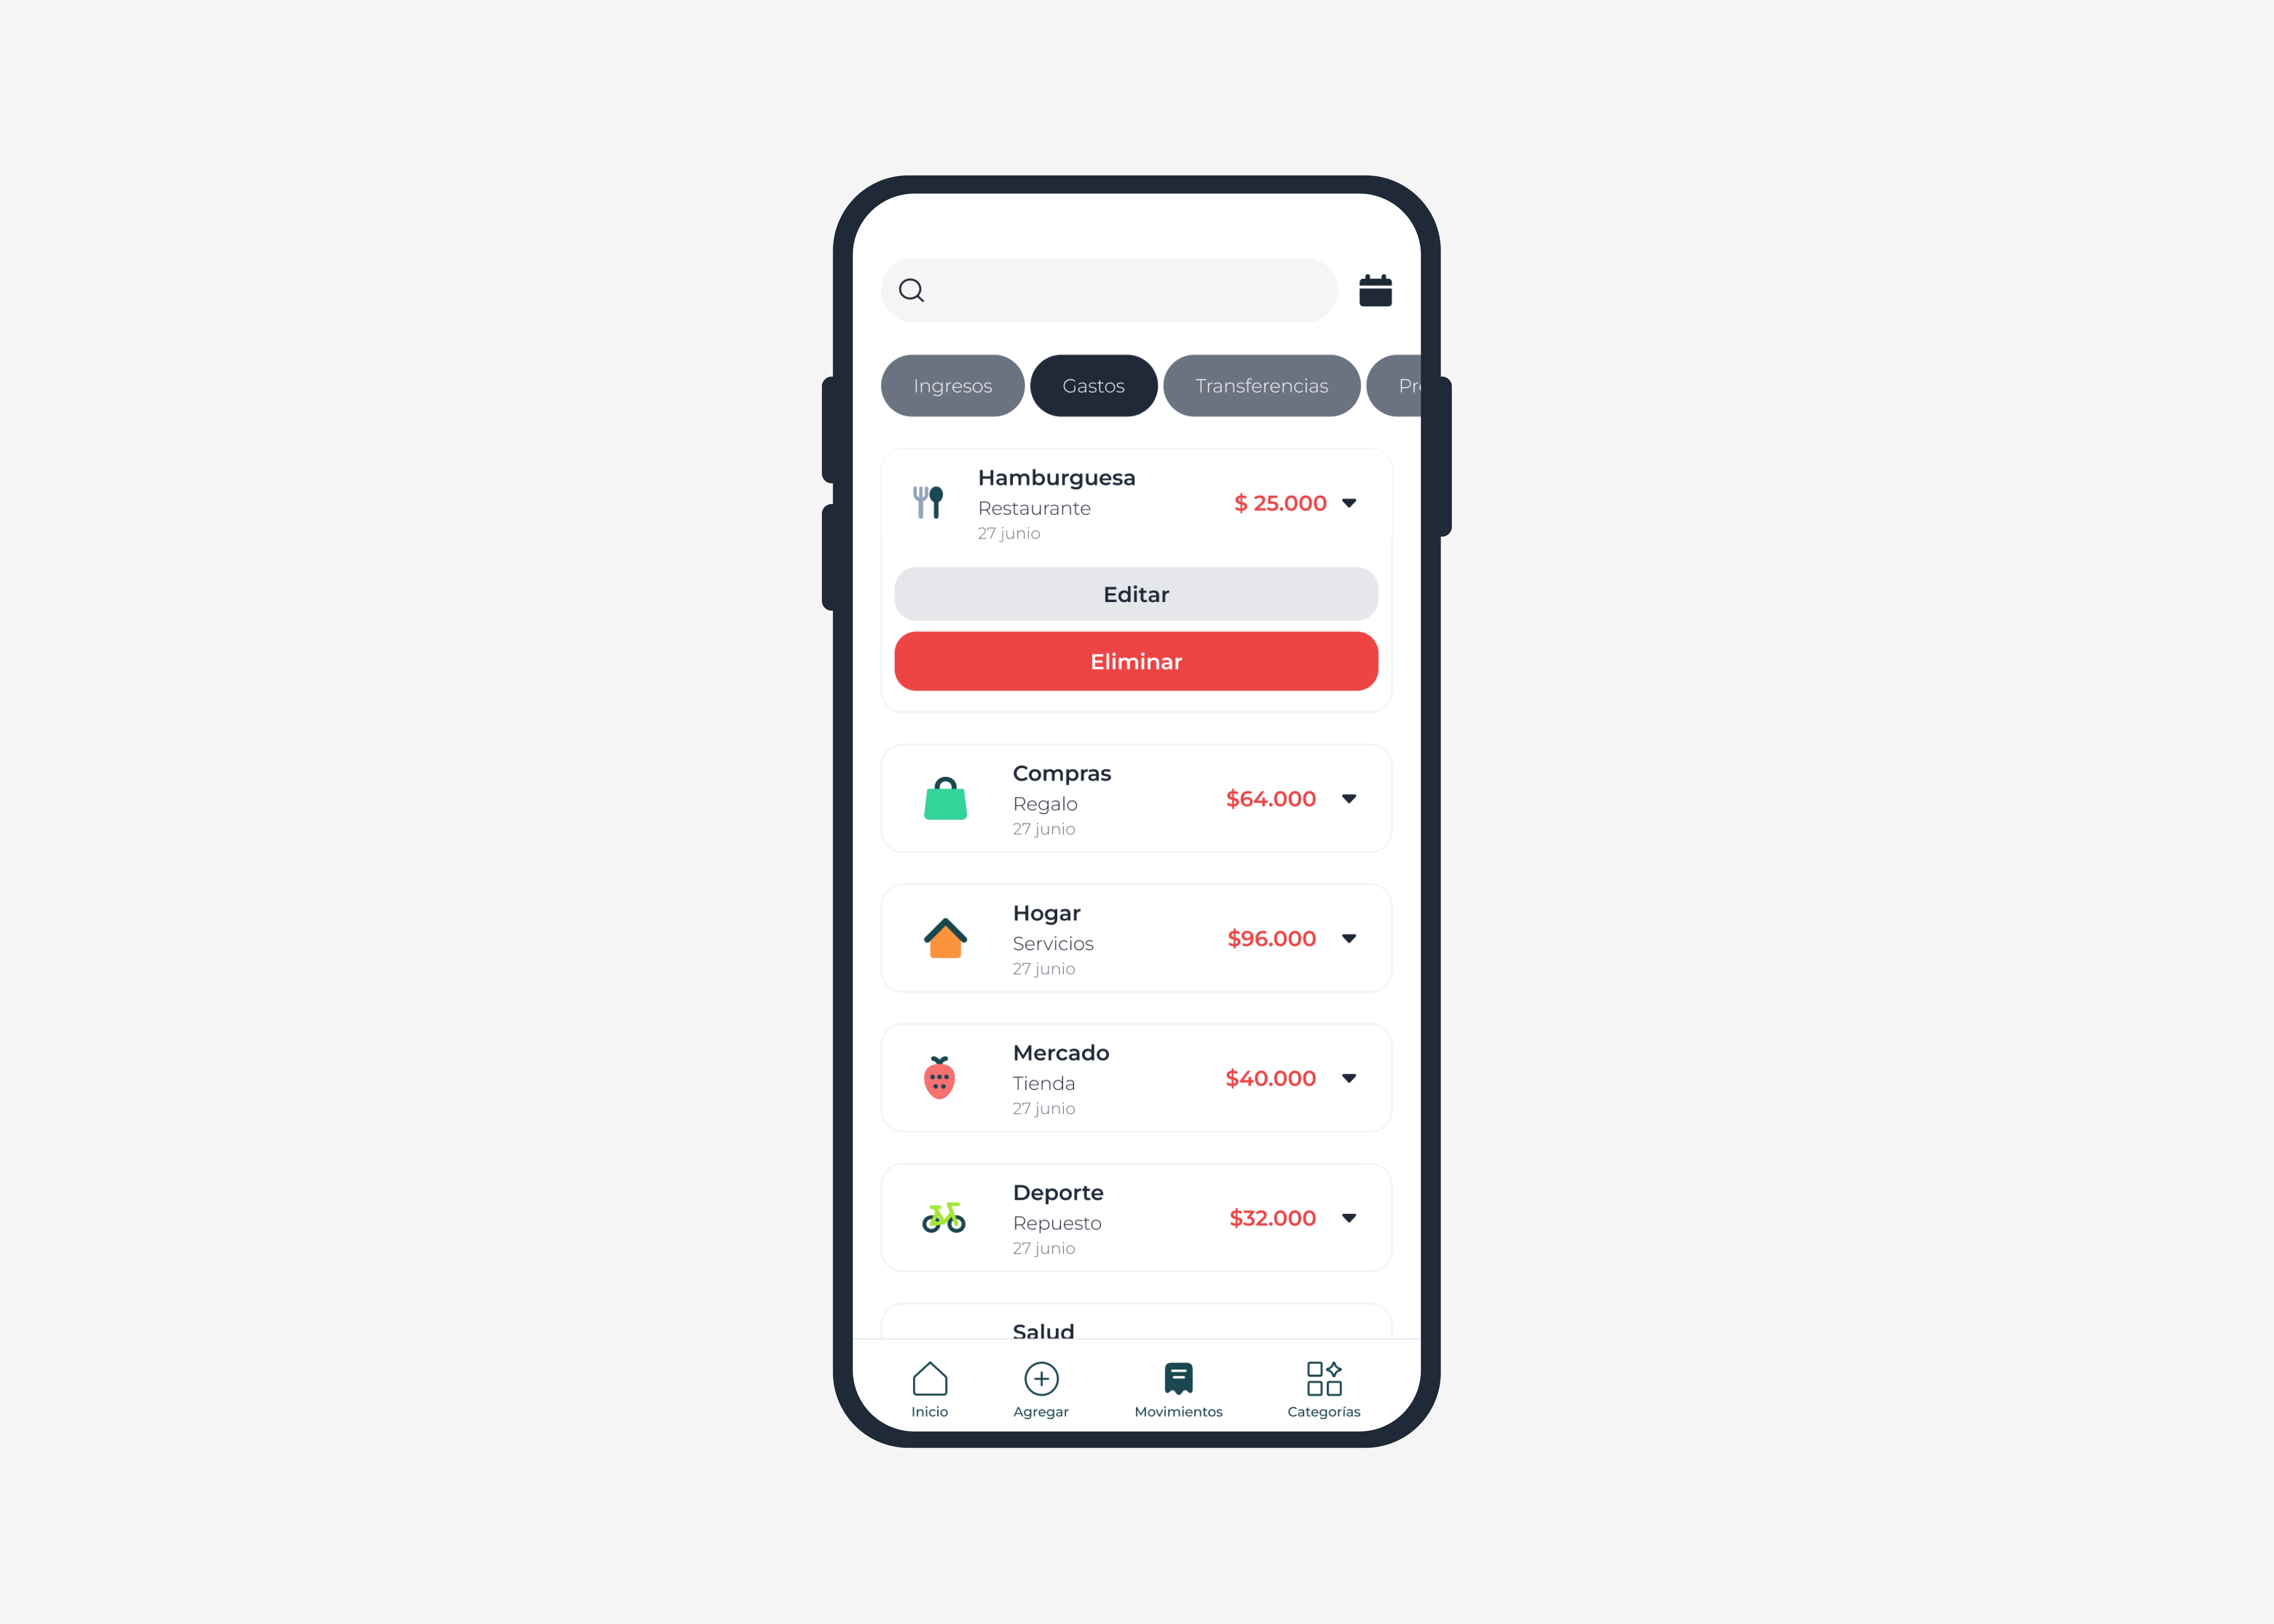 Ingresos Gastos Transferencias
Hamburguesa
Restaurante
27 junio
$ 25.000
Editar
Eliminar
Compras
Regalo
27 junio
$64.000
Hogar
Servicios
27 junio
$96.000
Mercado
Tienda
27 junio
$40.000
Deporte
Repuesto
27 junio
$32.000
Salud
Inicio Agregar Movimientos Categorías